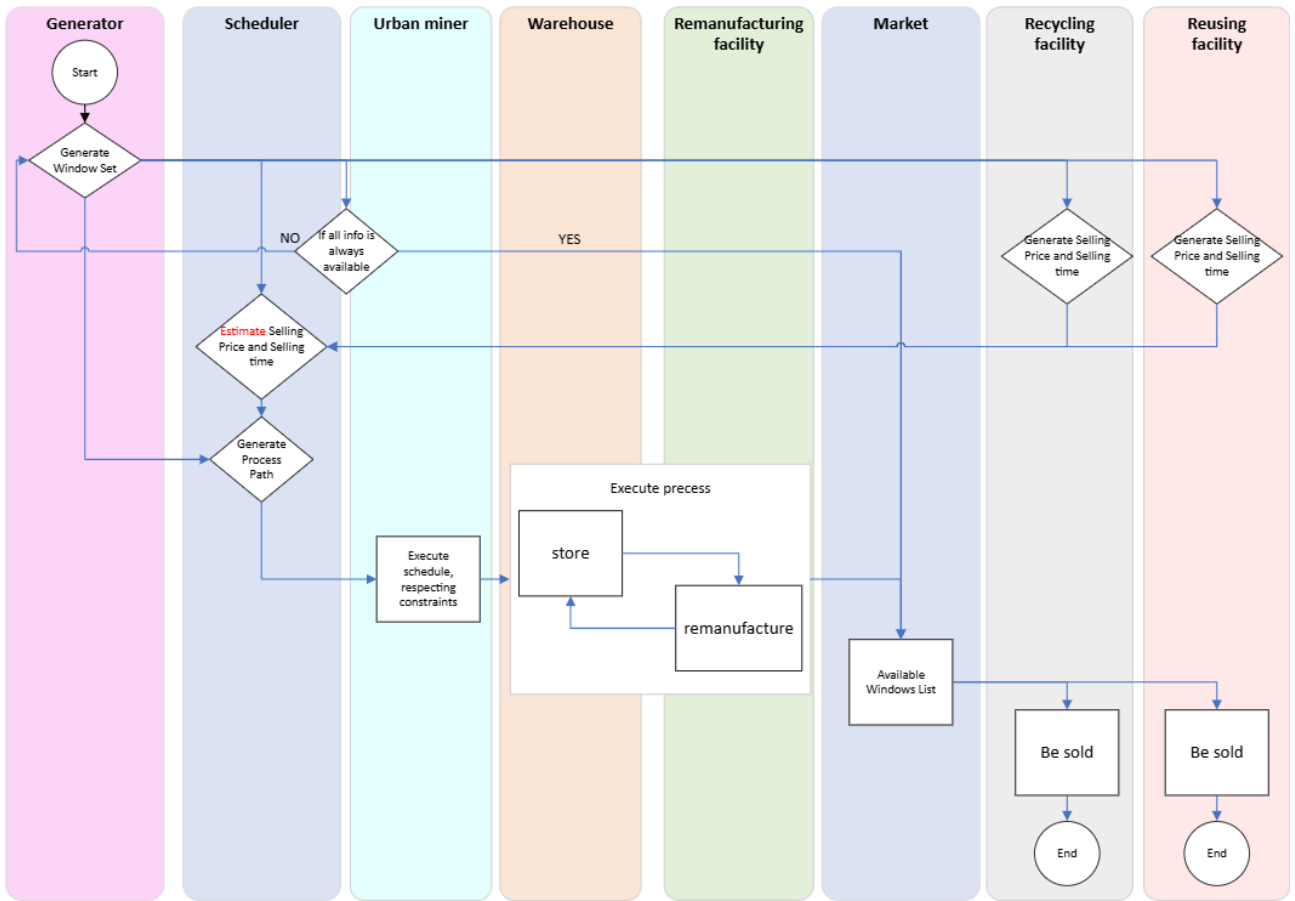 Generator
Scheduler
Urban miner
Warehouse
Remanufacturing
facility
Market
Recycling
facility
Reusing
facility
Start
Generate
Window Set
NO
If all info is
always
available
YES
Generate Selling
Price and Selling
time
Generate Selling
Price and Selling
time
Estimate Selling
Price and Selling
time
Generate
Process
Path
Execute precess
store
Execute
schedule,
respecting
constraints
remanufacture
Available
Windows List
Be sold
Be sold
End
End